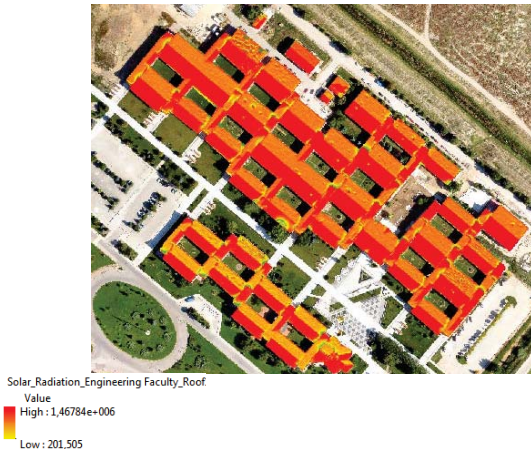 Solar_Radiation_Engineering Faculty_Roof.
Value
High : 1,46784e+006
Low : 201,505